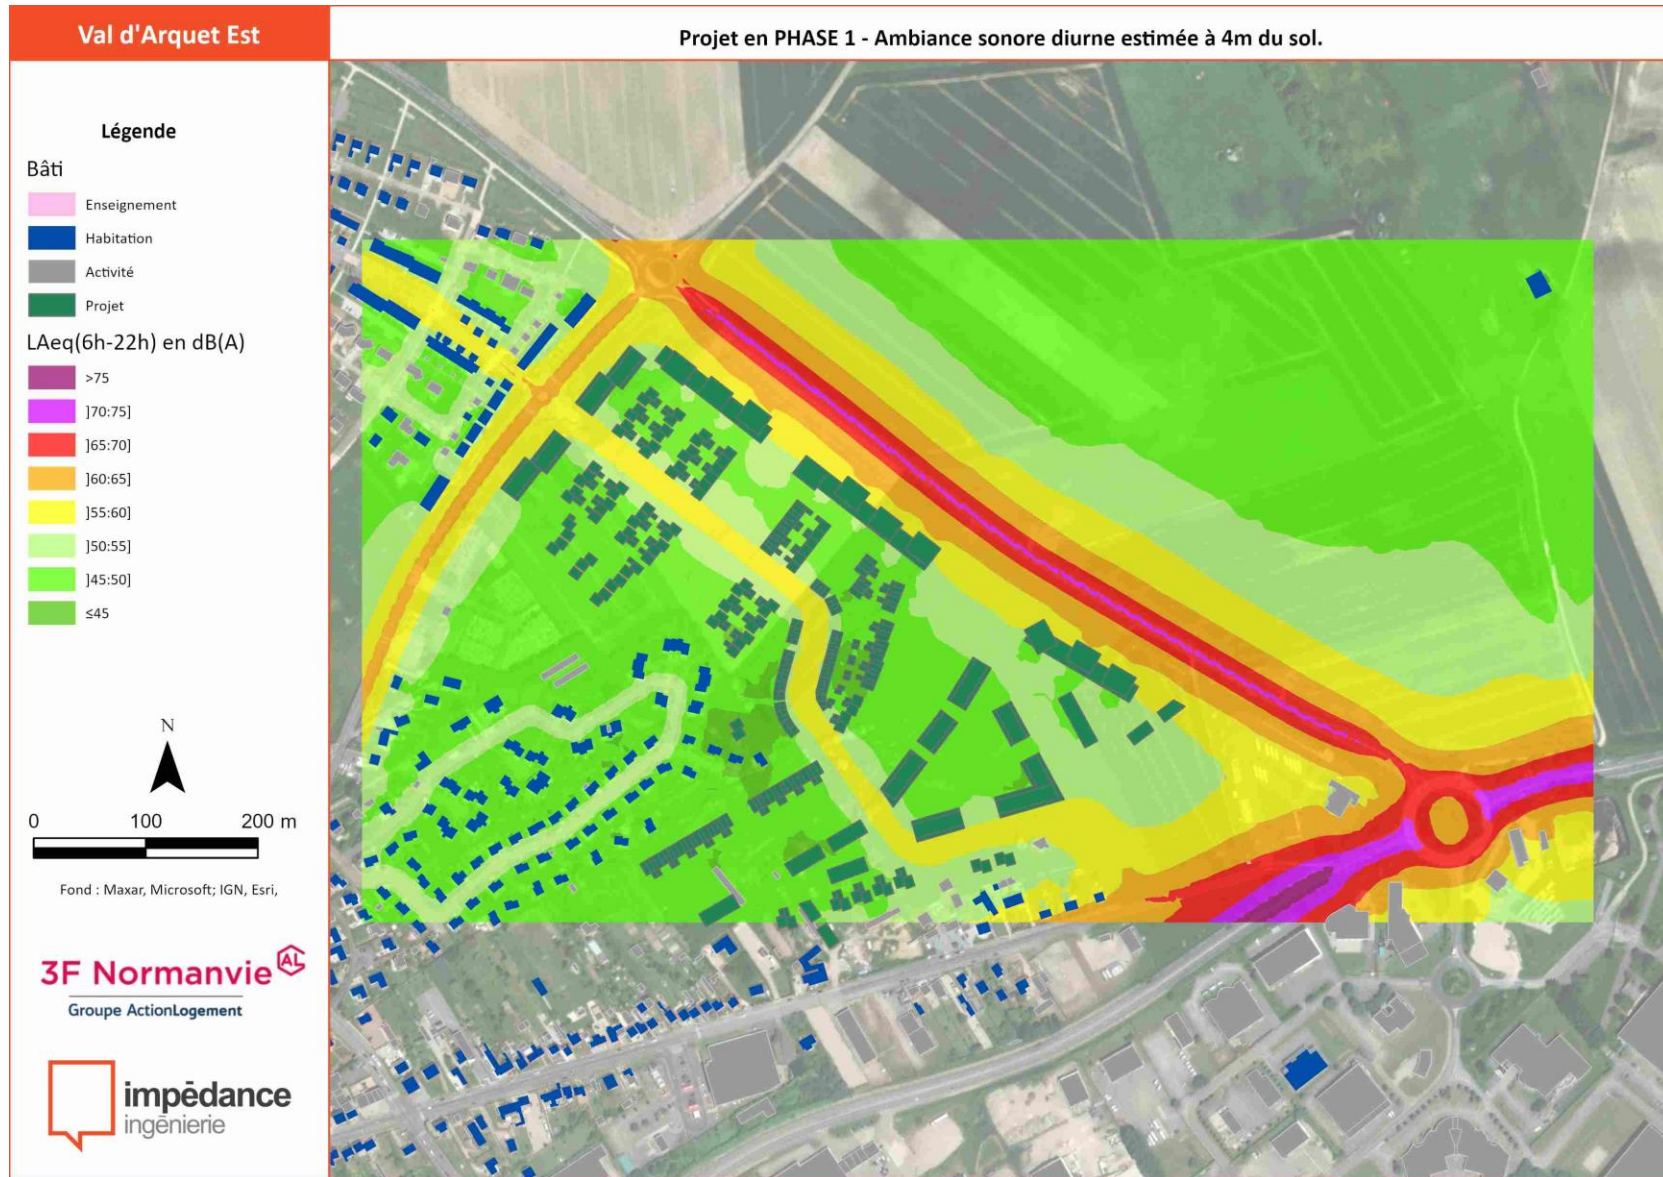 Val d'Arquet Est
Projet en PHASE 1 - Ambiance sonore diurne estimée à 4m du sol.
Légende
Bâti
Enseignement
Habitation
Activité
Projet
LAeq(6h-22h) en dB(A)
>75
]70:75]
]65:70]
]60:65]
]55:60]
]50:55]
]45:50]
≤45
N
0 100 200 m
Fond : Maxar, Microsoft; IGN, Esri,
3F Normanvie AL
Groupe ActionLogement
impēdance
ingēnierie